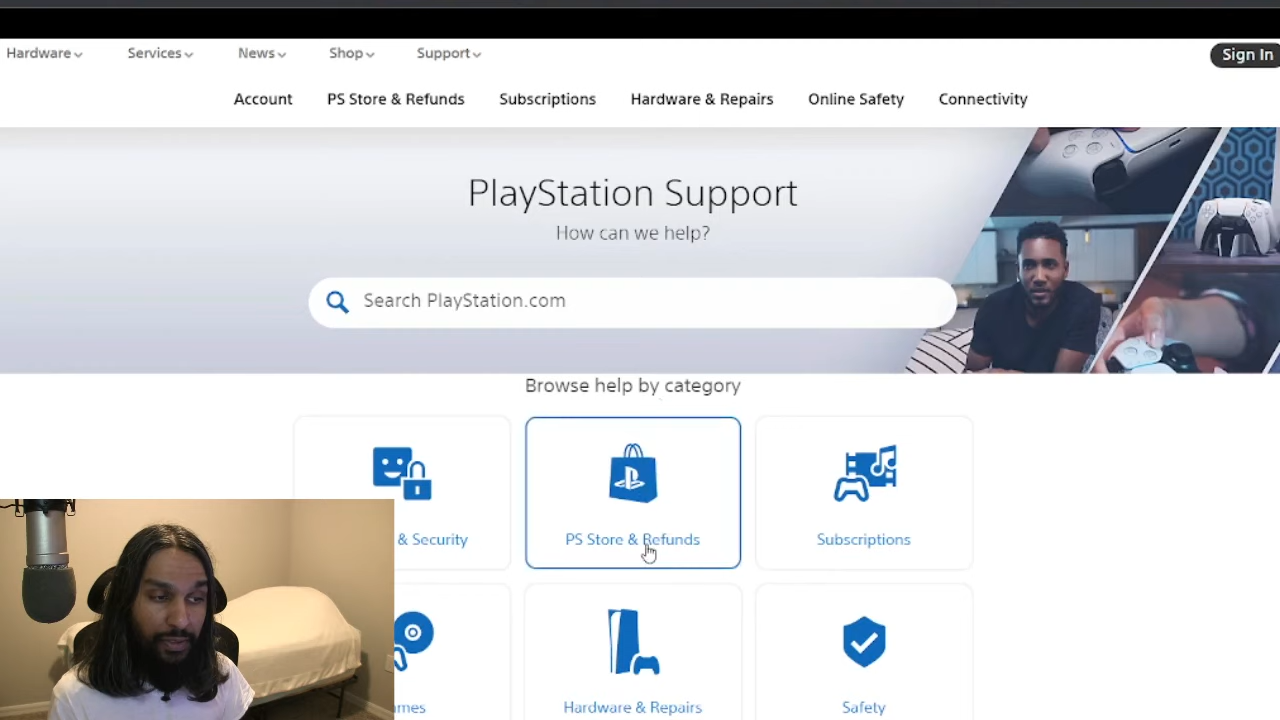 Hardware Services News Shop Support Sign In
Account PS Store & Refunds Subscriptions Hardware & Repairs Online Safety Connectivity
PlayStation Support
How can we help?
Search PlayStation.com
Browse help by category
& Security PS Store & Refunds Subscriptions
Hardware & Repairs Safety